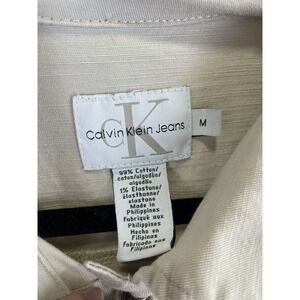 CK
Calvin Klein Jeans
M
99% Cotton/
coton/algodón/
algodão
1% Elastane/
élasthanne/
elastano
Made in
Philippines
Fabriqué aux
Philippines
Hecho en
Filipinas
Fabricado nas
Filipinas